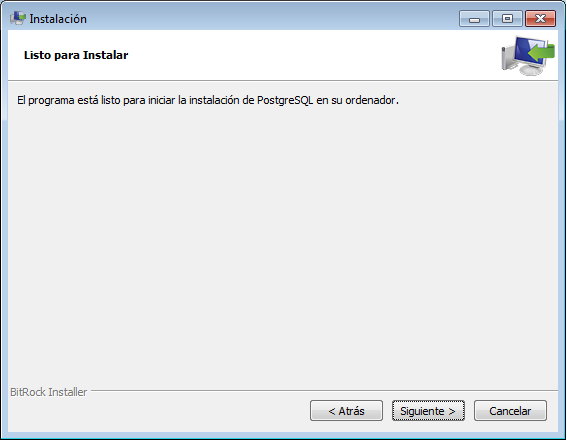 Instalación
Listo para Instalar
El programa está listo para iniciar la instalación de PostgreSQL en su ordenador.
BitRock Installer
< Atrás
Siguiente >
Cancelar